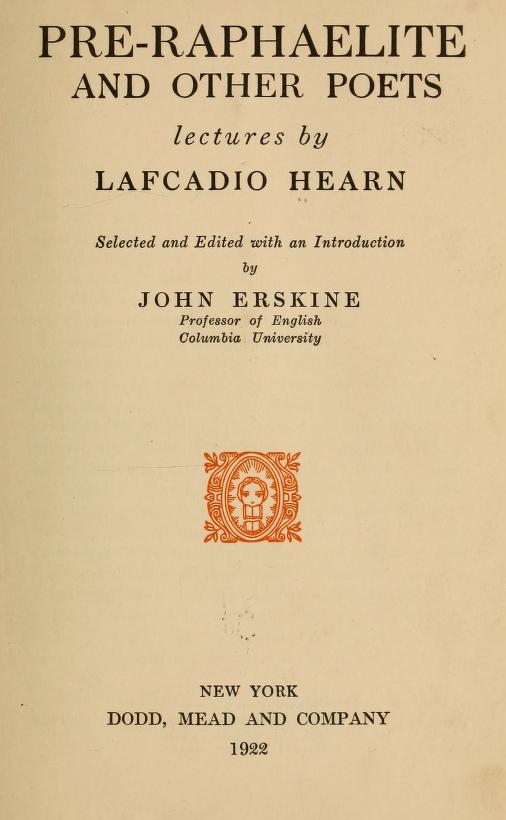 PRE-RAPHAELITE
AND OTHER POETS
lectures by
LAFCADIO HEARN
Selected and Edited with an Introduction
by
JOHN ERSKINE
Professor of English
Columbia University
NEW YORK
DODD, MEAD AND COMPANY
1922